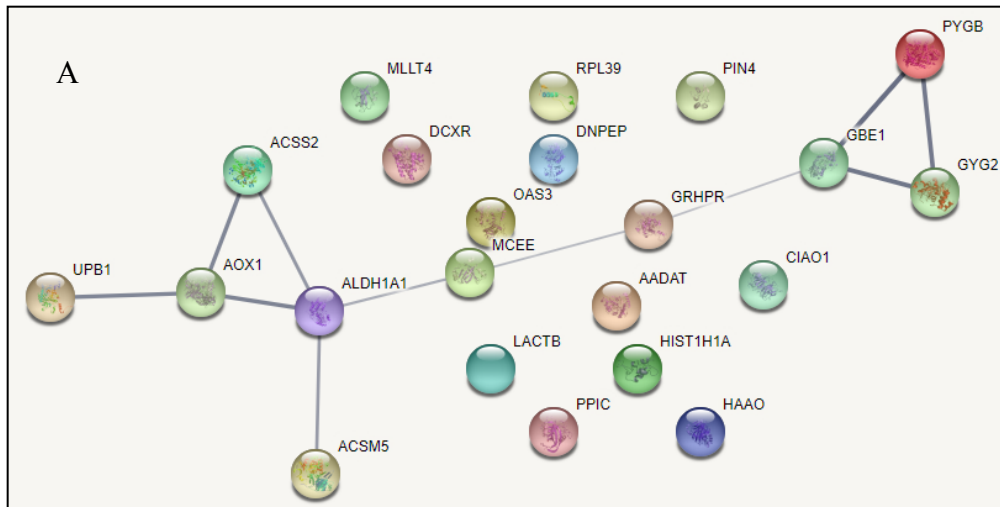 PYGB
A
MLLT4
RPL39
PIN4
ACSS2
DCXR
DNPEP
GBE1
GYG2
OAS3
GRHPR
MCEE
UPB1
AOX1
ALDH1A1
AADAT
CIAO1
LACTB
HIST1H1A
PPIC
HAAO
ACSM5